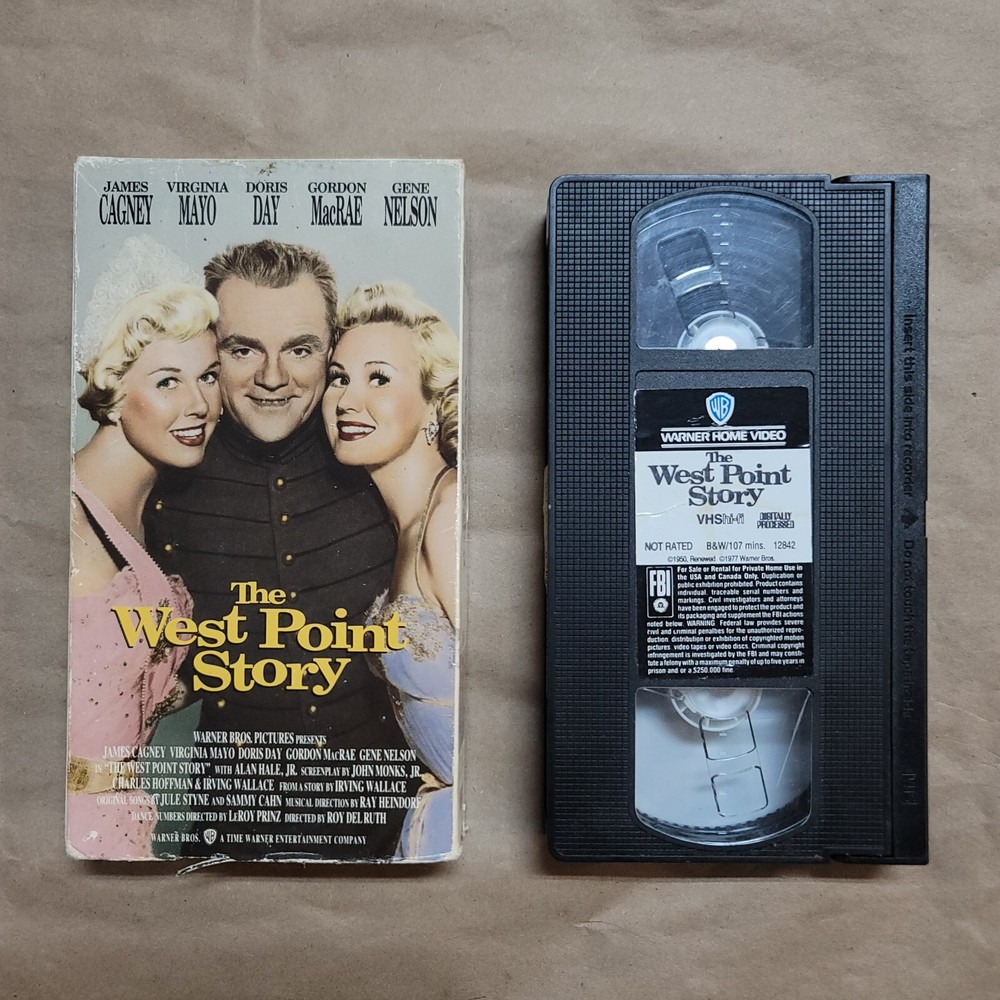 JAMES VIRGINIA DORIS GORDON GENE
CAGNEY MAYO DAY MacRAE NELSON
The
West Point
Story
WARNER BROS. PICTURES PRESENTS
JAMES CAGNEY VIRGINIA MAYO DORIS DAY GORDON MacRAE GENE NELSON
IN "THE WEST POINT STORY" WITH ALAN HALE, JR. SCREENPLAY BY JOHN MONKS, JR.
CHARLES HOFFMAN & IRVING WALLACE FROM A STORY BY IRVING WALLACE
ORIGINAL SONGS BY JULE STYNE AND SAMMY CAHN MUSICAL DIRECTION BY RAY HEINDORF
DANCE NUMBERS DIRECTED BY LeROY PRINZ DIRECTED BY ROY DEL RUTH
WARNER BROS. WB A TIME WARNER ENTERTAINMENT COMPANY
WB
WARNER HOME VIDEO
The
West Point
Story
VHS hi-fi DIGITALLY
PROCESSED
NOT RATED B&W/107 mins. 12842
©1950, Renewed ©1977 Warner Bros.
FBI
For Sale or Rental for Private Home Use in
the USA and Canada Only. Duplication or
public exhibition prohibited. Product contains
individual, traceable serial numbers and
markings. Civil investigators and attorneys
have been engaged to protect the product and
its packaging and supplement the FBI actions
noted below. WARNING Federal law provides severe
civil and criminal penalties for the unauthorized repro-
duction distribution or exhibition of copyrighted motion
pictures video tapes or video discs. Criminal copyright
infringement is investigated by the FBI and may consti-
tute a felony with a maximum penalty of up to five years in
prison and or a $250,000 fine
Insert this side into recorder Do not touch the tape inside